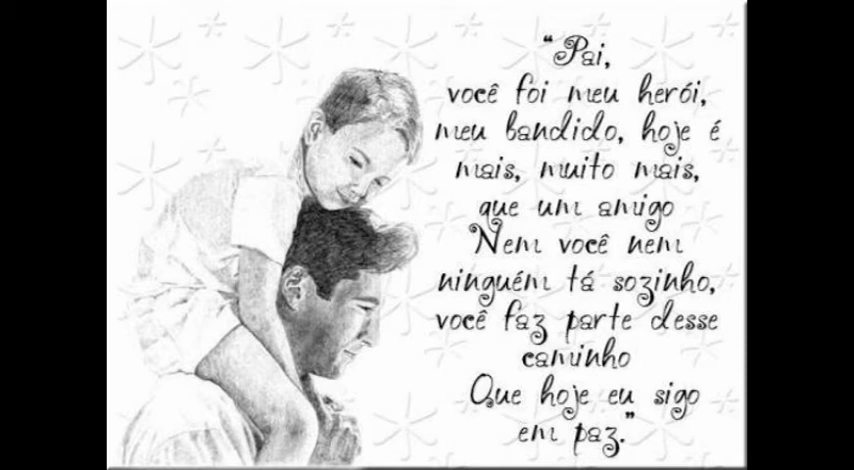 “Pai,
você foi meu herói,
meu bandido, hoje é
mais, muito mais,
que um amigo
Nem você nem
ninguém tá sozinho,
você faz parte desse
caminho
Que hoje eu sigo
em paz.”